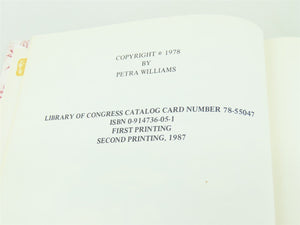 COPYRIGHT © 1978
BY
PETRA WILLIAMS
LIBRARY OF CONGRESS CATALOG CARD NUMBER 78-55047
ISBN 0-914736-05-1
FIRST PRINTING
SECOND PRINTING, 1987